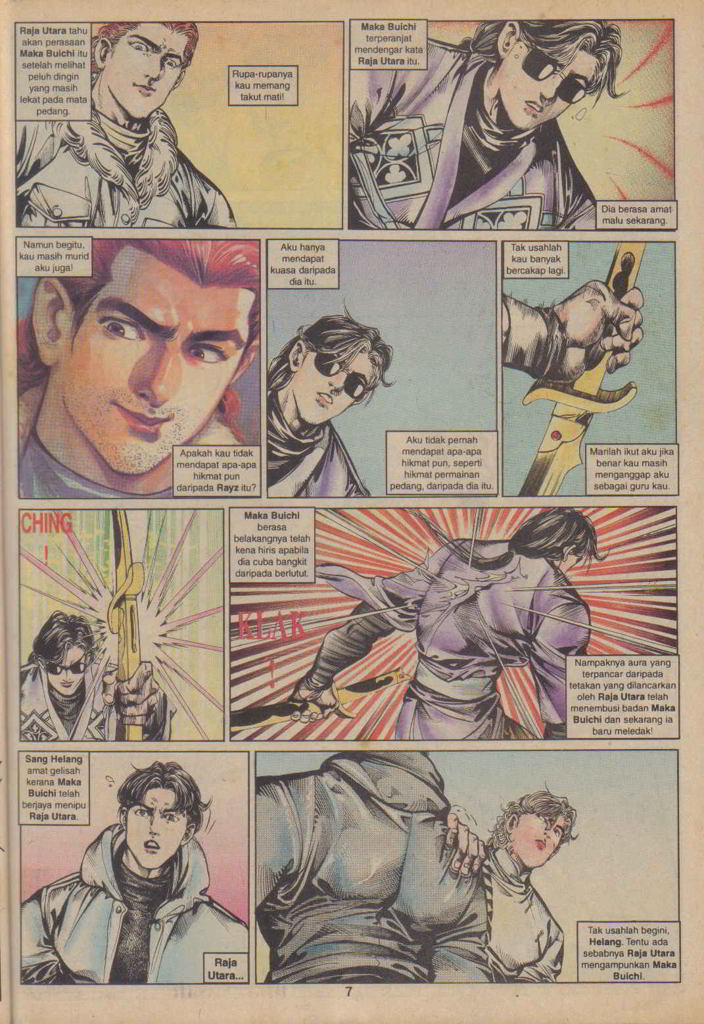 Raja Utara tahu
akan perasaan
Maka Buichi itu
setelah melihat
peluh dingin
yang masih
lekat pada mata
pedang.
Rupa-rupanya
kau memang
takut mati!
Maka Buichi
terperanjat
mendengar kata
Raja Utara itu.
Dia berasa amat
malu sekarang.
Namun begitu,
kau masih murid
aku juga!
Apakah kau tidak
mendapat apa-apa
hikmat pun
daripada Rayz itu?
Aku hanya
mendapat
kuasa daripada
dia itu.
Aku tidak pernah
mendapat apa-apa
hikmat pun, seperti
hikmat permainan
pedang, daripada dia itu.
Tak usahlah
kau banyak
bercakap lagi.
Marilah ikut aku jika
benar kau masih
menganggap aku
sebagai guru kau.
CHING
!
Maka Buichi
berasa
belakangnya telah
kena hiris apabila
dia cuba bangkit
daripada berlutut.
KLAK
!
Nampaknya aura yang
terpancar daripada
tetakan yang dilancarkan
oleh Raja Utara telah
menembusi badan Maka
Buichi dan sekarang ia
baru meledak!
Sang Helang
amat gelisah
kerana Maka
Buichi telah
berjaya menipu
Raja Utara.
Raja
Utara...
Tak usahlah begini,
Helang. Tentu ada
sebabnya Raja Utara
mengampunkan Maka
Buichi.
7